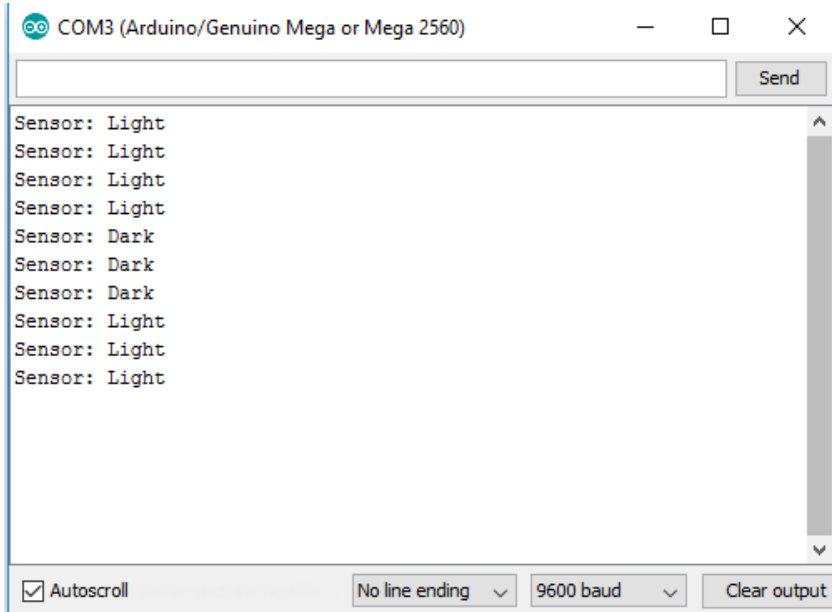 COM3 (Arduino/Genuino Mega or Mega 2560)
Send
Sensor: Light
Sensor: Light
Sensor: Light
Sensor: Light
Sensor: Dark
Sensor: Dark
Sensor: Dark
Sensor: Light
Sensor: Light
Sensor: Light
Autoscroll No line ending 9600 baud Clear output